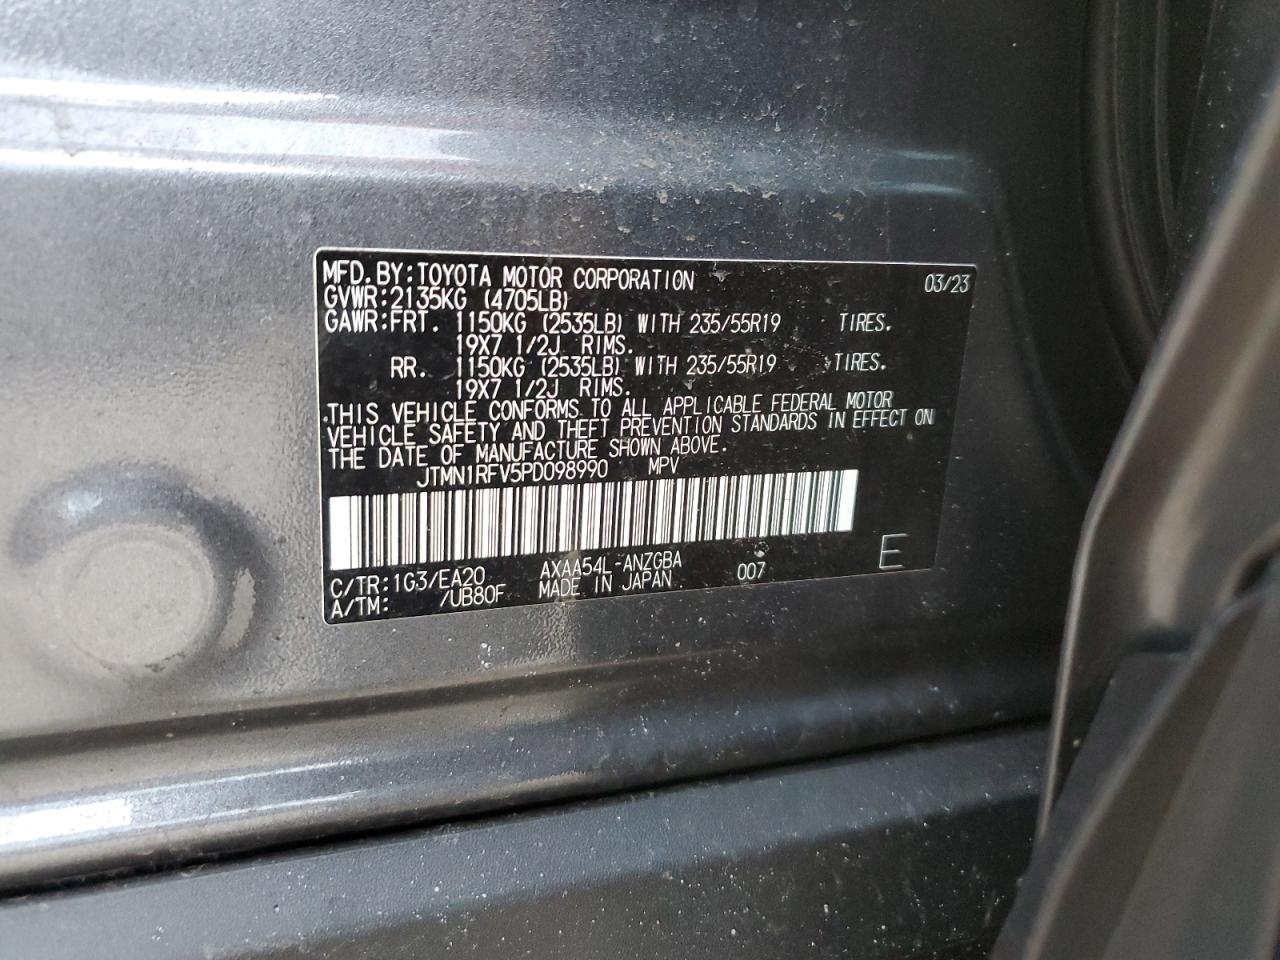 MFD.BY:TOYOTA MOTOR CORPORATION 03/23
GVWR:2135KG (4705LB)
GAWR:FRT. 1150KG (2535LB) WITH 235/55R19 TIRES.
19X7 1/2J RIMS.
RR. 1150KG (2535LB) WITH 235/55R19 TIRES.
19X7 1/2J RIMS.
THIS VEHICLE CONFORMS TO ALL APPLICABLE FEDERAL MOTOR
VEHICLE SAFETY AND THEFT PREVENTION STANDARDS IN EFFECT ON
THE DATE OF MANUFACTURE SHOWN ABOVE.
JTMN1RFV5PD098990 MPV
C/TR:1G3/EA20 AXAA54L-ANZGBA 007 E
A/TM: /UB80F MADE IN JAPAN